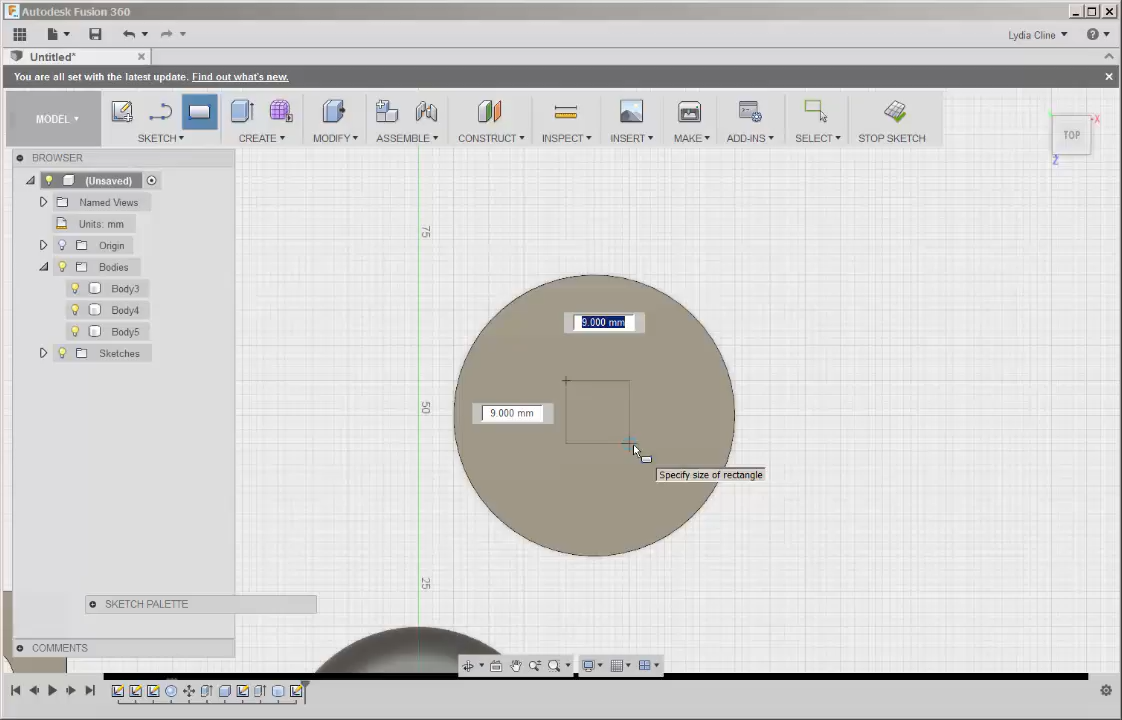 Autodesk Fusion 360
Lydia Cline
Untitled*
You are all set with the latest update. Find out what's new.
MODEL
SKETCH
CREATE
MODIFY
ASSEMBLE
CONSTRUCT
INSPECT
INSERT
MAKE
ADD-INS
SELECT
STOP SKETCH
TOP
X
Z
BROWSER
(Unsaved)
Named Views
Units: mm
Origin
Bodies
Body3
Body4
Body5
Sketches
75
50
25
9.000 mm
9.000 mm
Specify size of rectangle
SKETCH PALETTE
COMMENTS